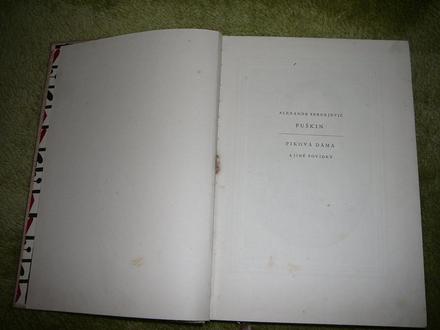 ALEXANDR SERGEJEVIČ
PUŠKIN
PIKOVÁ DÁMA
A JINÉ POVÍDKY